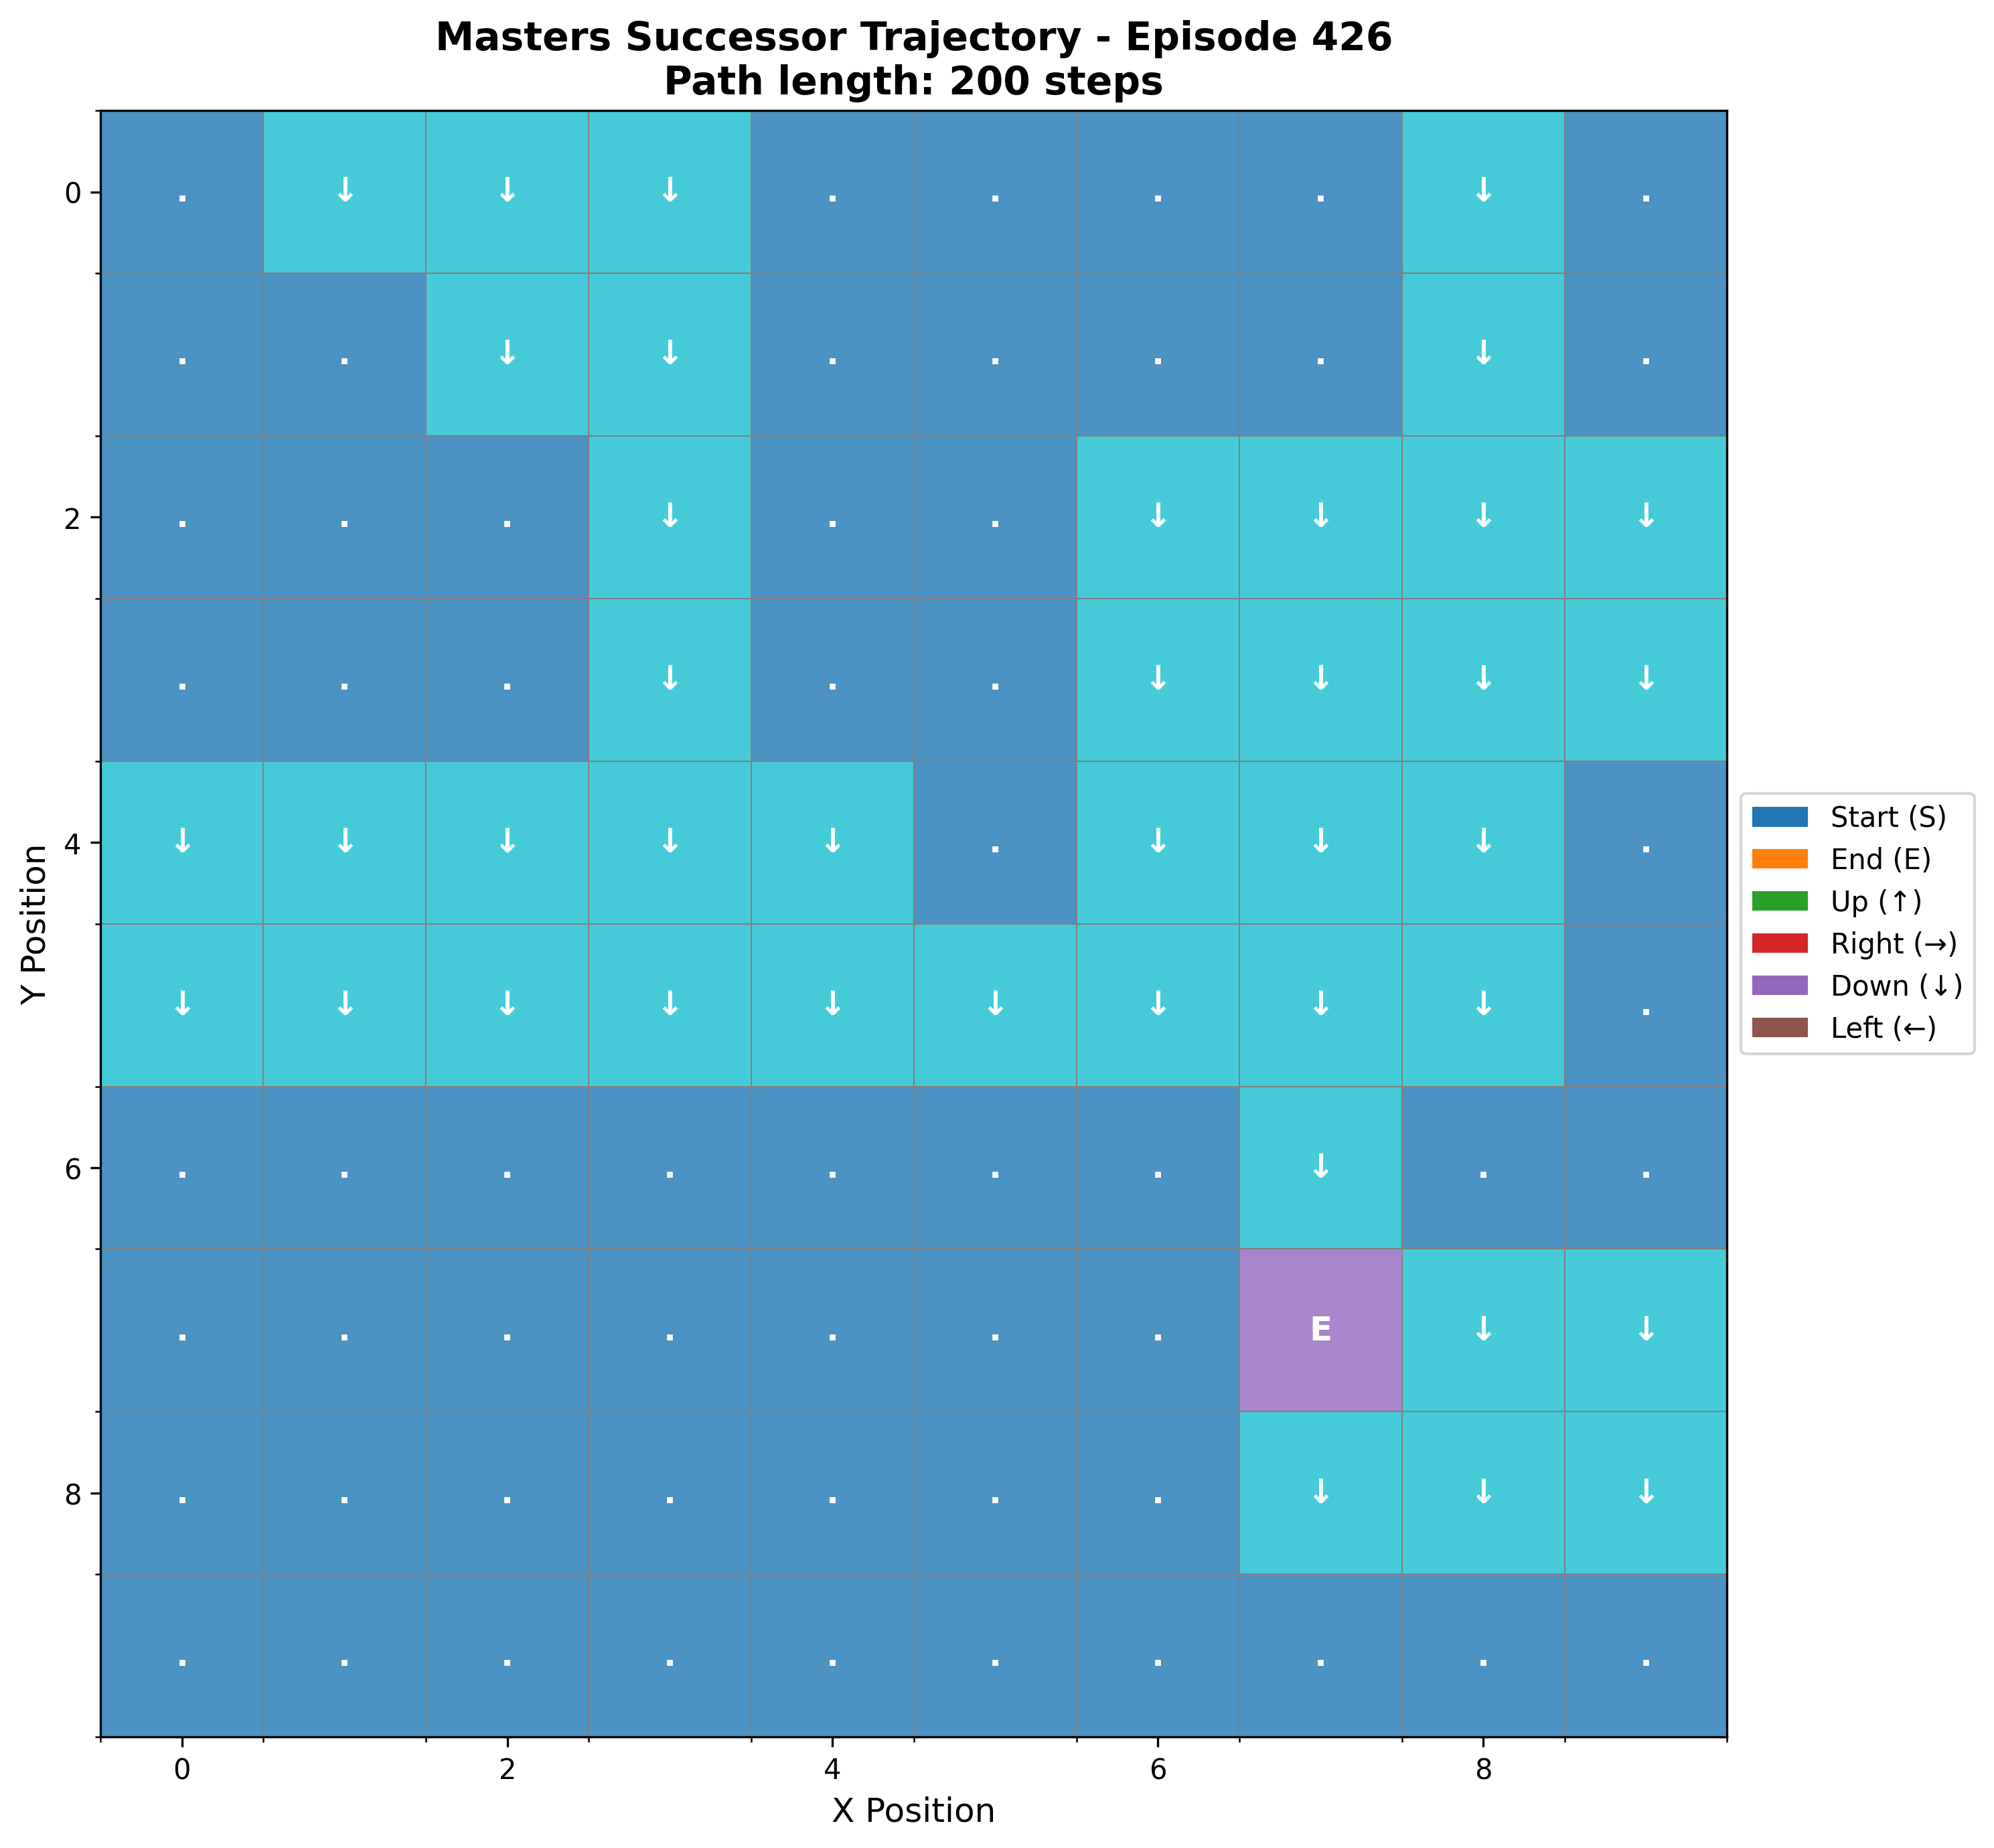 Masters Successor Trajectory - Episode 426
Path length: 200 steps
0 . ↓ ↓ ↓ . . . . ↓ .
. . ↓ ↓ . . . . ↓ .
2 . . . ↓ . . ↓ ↓ ↓ ↓
. . . ↓ . . ↓ ↓ ↓ ↓
4 ↓ ↓ ↓ ↓ ↓ . ↓ ↓ ↓ .
↓ ↓ ↓ ↓ ↓ ↓ ↓ ↓ ↓ .
6 . . . . . . . ↓ . .
. . . . . . . E ↓ ↓
8 . . . . . . . ↓ ↓ ↓
. . . . . . . . . .
0 2 4 6 8
X Position
Y Position
Start (S)
End (E)
Up (↑)
Right (→)
Down (↓)
Left (←)